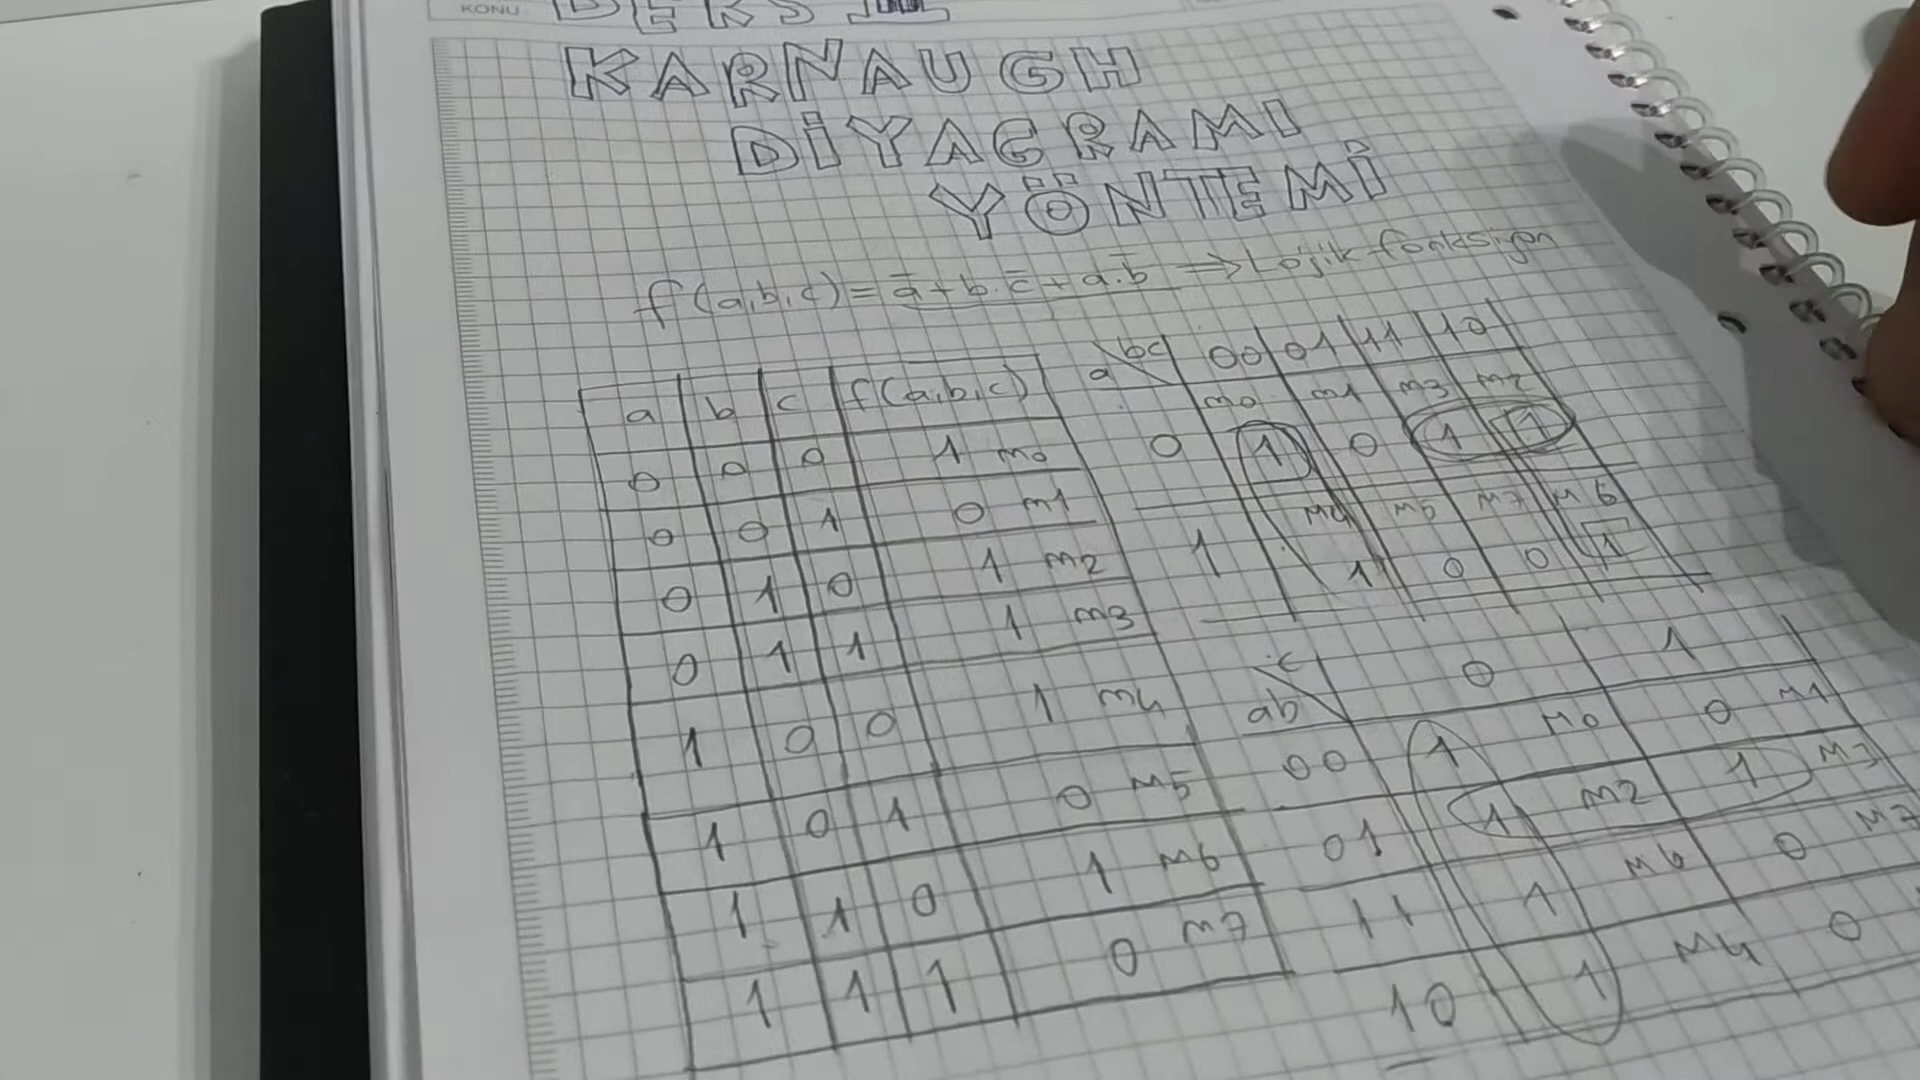 KONU DERS
KARNAUGH
DİYAGRAMI
YÖNTEMİ
f(a,b,c)=a̅+b.c̅+a.b̅ ⇒ Lojik fonksiyon
a b c f(a,b,c)
0 0 0 1 m0
0 0 1 0 m1
0 1 0 1 m2
0 1 1 1 m3
1 0 0 1 m4
1 0 1 0 m5
1 1 0 1 m6
1 1 1 0 m7
a bc 00 01 11 10
m0 m1 m3 m2
0 1 0 1 1
m4 m5 m7 m6
1 1 0 0 1
ab c 0 1
00 1 m0 0 m1
01 1 m2 1 m3
11 1 m6 0 m7
10 1 m4 0